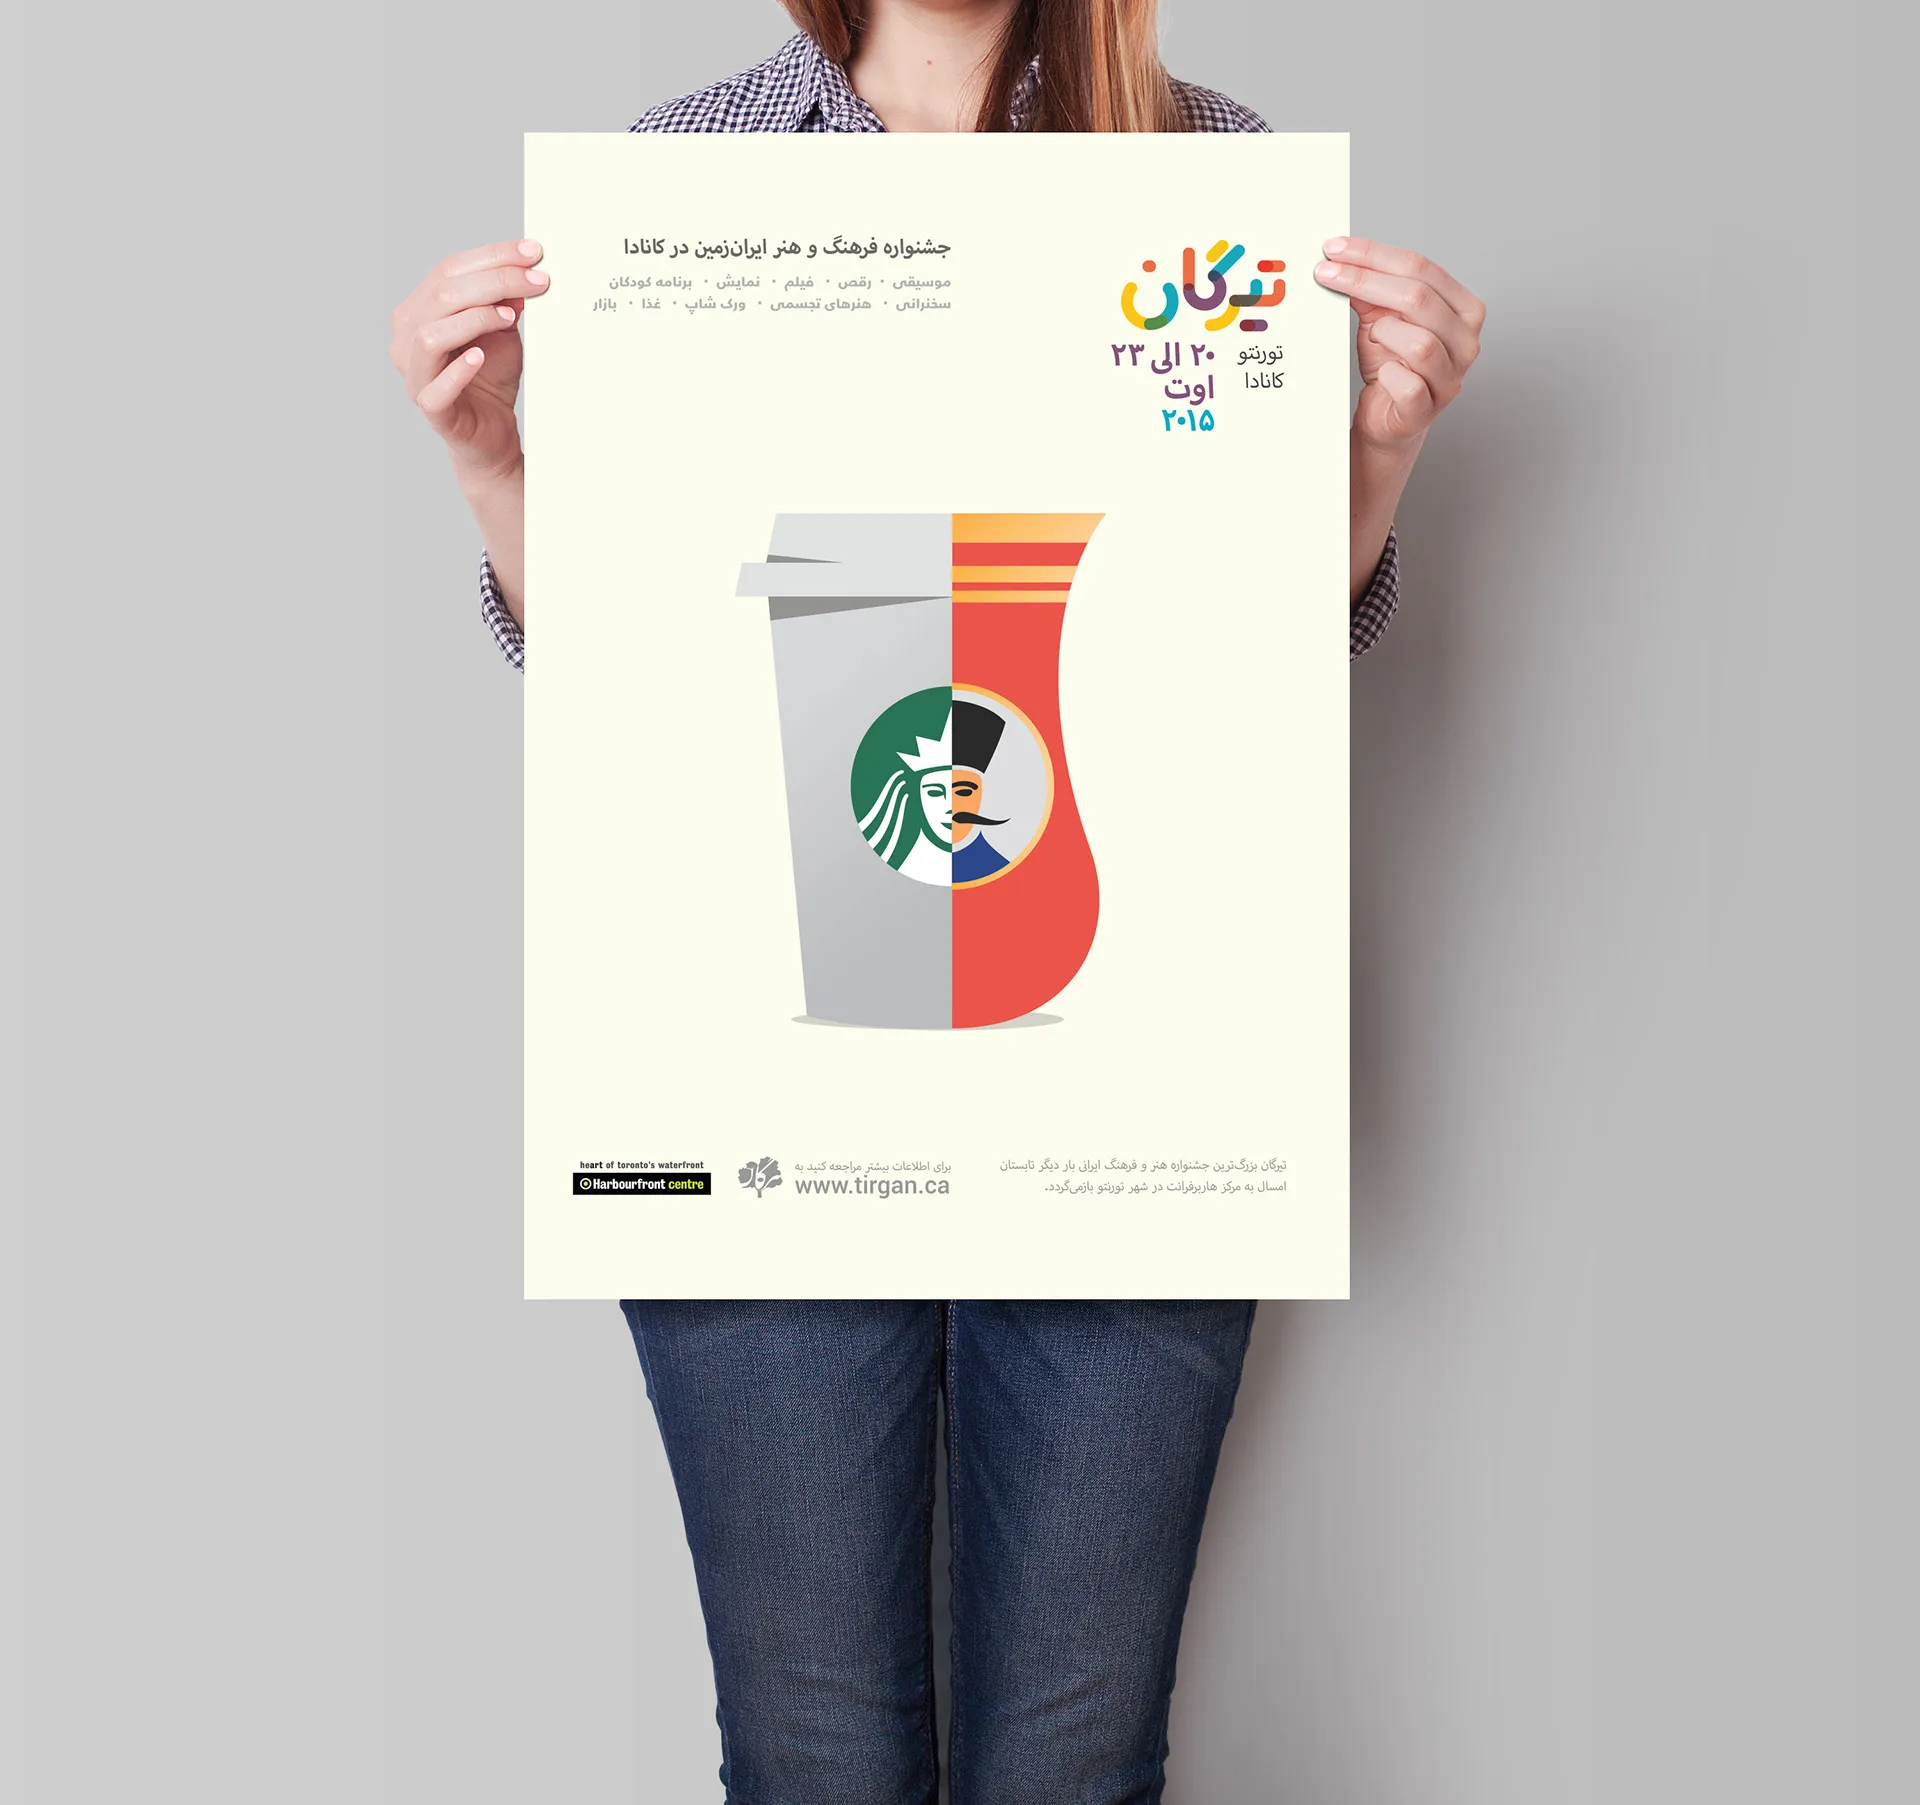 تیرگان
تورنتو
کانادا
۲۰ الی ۲۳
اوت
۲۰۱۵
جشنواره فرهنگ و هنر ایران‌زمین در کانادا
موسیقی • رقص • فیلم • نمایش • برنامه کودکان
سخنرانی • هنرهای تجسمی • ورک شاپ • غذا • بازار
تیرگان بزرگ‌ترین جشنواره هنر و فرهنگ ایرانی بار دیگر تابستان
امسال به مرکز هاربرفرانت در شهر تورنتو بازمی‌گردد.
برای اطلاعات بیشتر مراجعه کنید به
www.tirgan.ca
heart of toronto's waterfront
Harbourfront centre